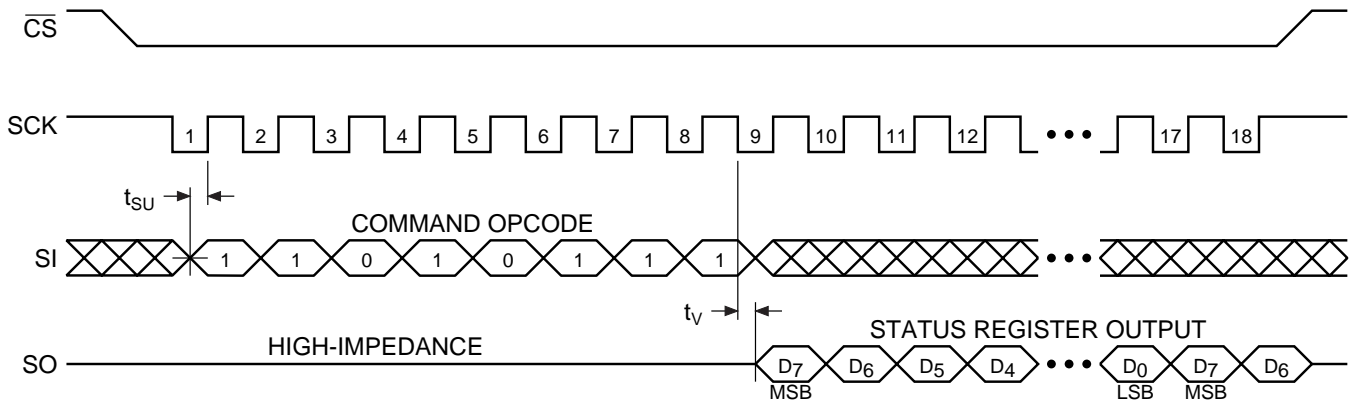 CS
SCK 1 2 3 4 5 6 7 8 9 10 11 12 ••• 17 18
tSU
COMMAND OPCODE
SI 1 1 0 1 0 1 1 1 •••
tV
STATUS REGISTER OUTPUT
HIGH-IMPEDANCE
SO D7 D6 D5 D4 ••• D0 D7 D6
MSB LSB MSB